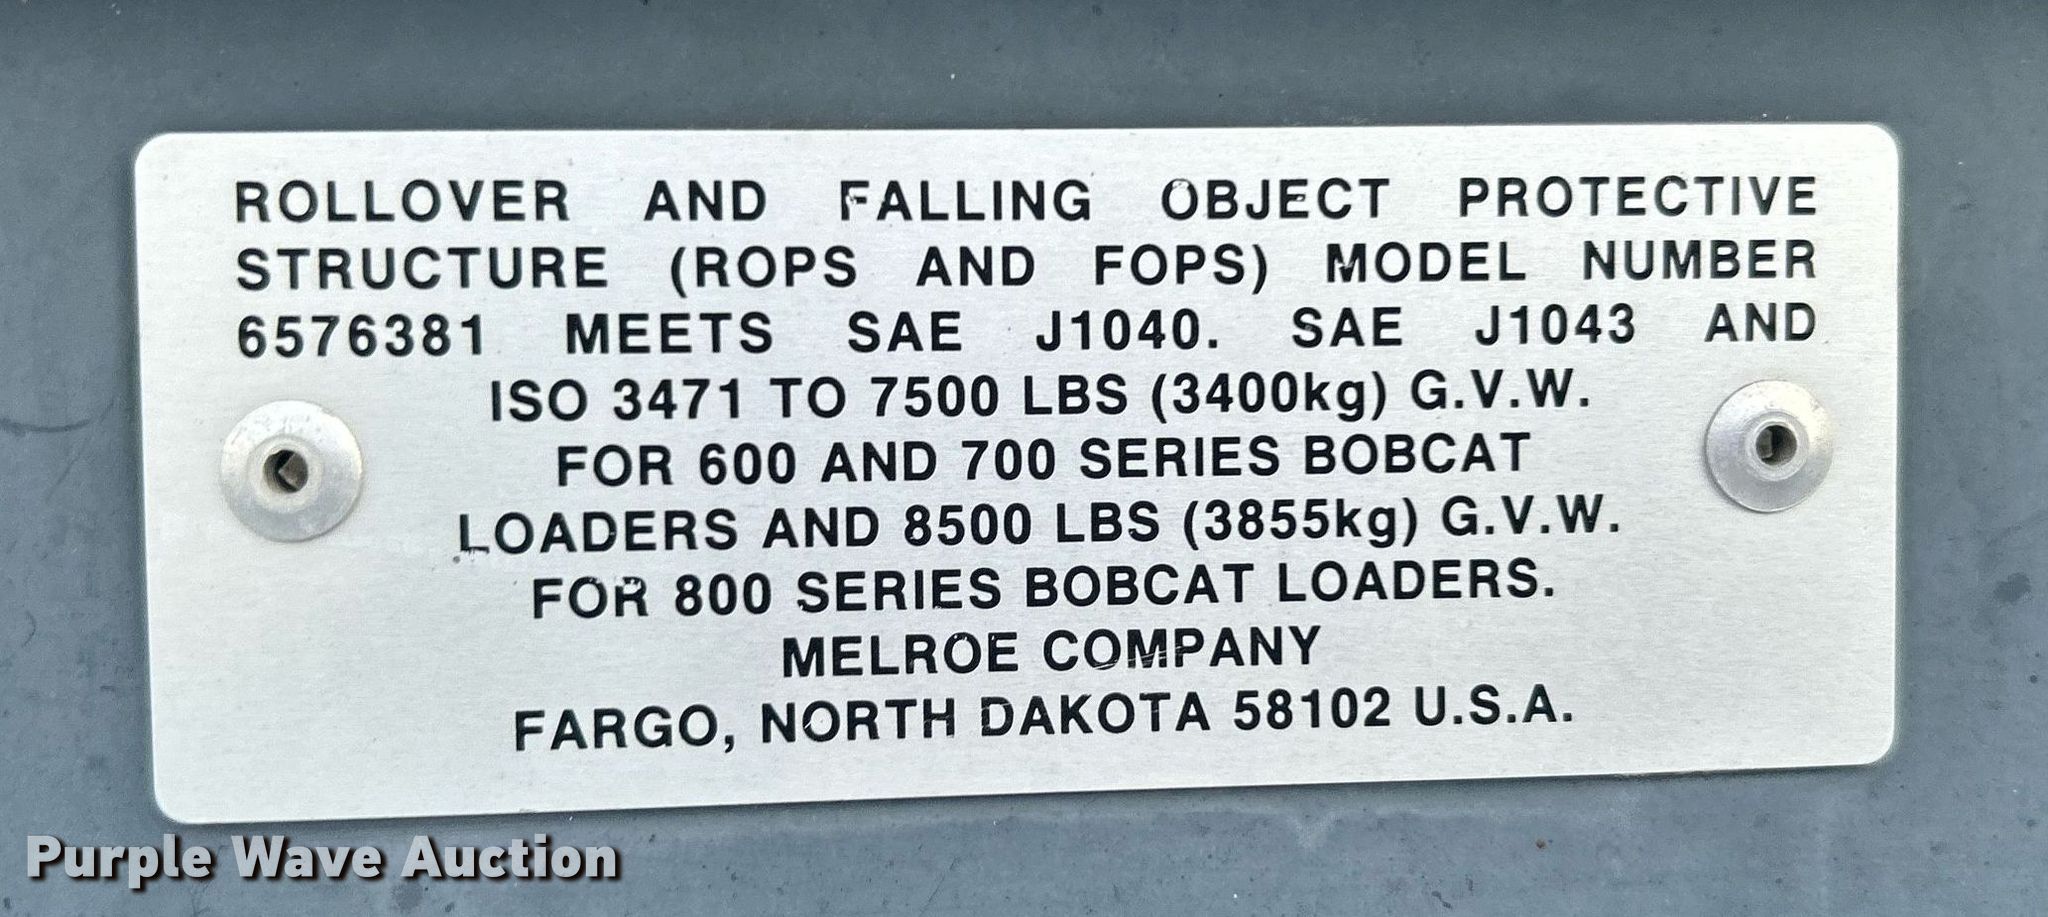 ROLLOVER AND FALLING OBJECT PROTECTIVE
STRUCTURE (ROPS AND FOPS) MODEL NUMBER
6576381 MEETS SAE J1040. SAE J1043 AND
ISO 3471 TO 7500 LBS (3400kg) G.V.W.
FOR 600 AND 700 SERIES BOBCAT
LOADERS AND 8500 LBS (3855kg) G.V.W.
FOR 800 SERIES BOBCAT LOADERS.
MELROE COMPANY
FARGO, NORTH DAKOTA 58102 U.S.A.
Purple Wave Auction